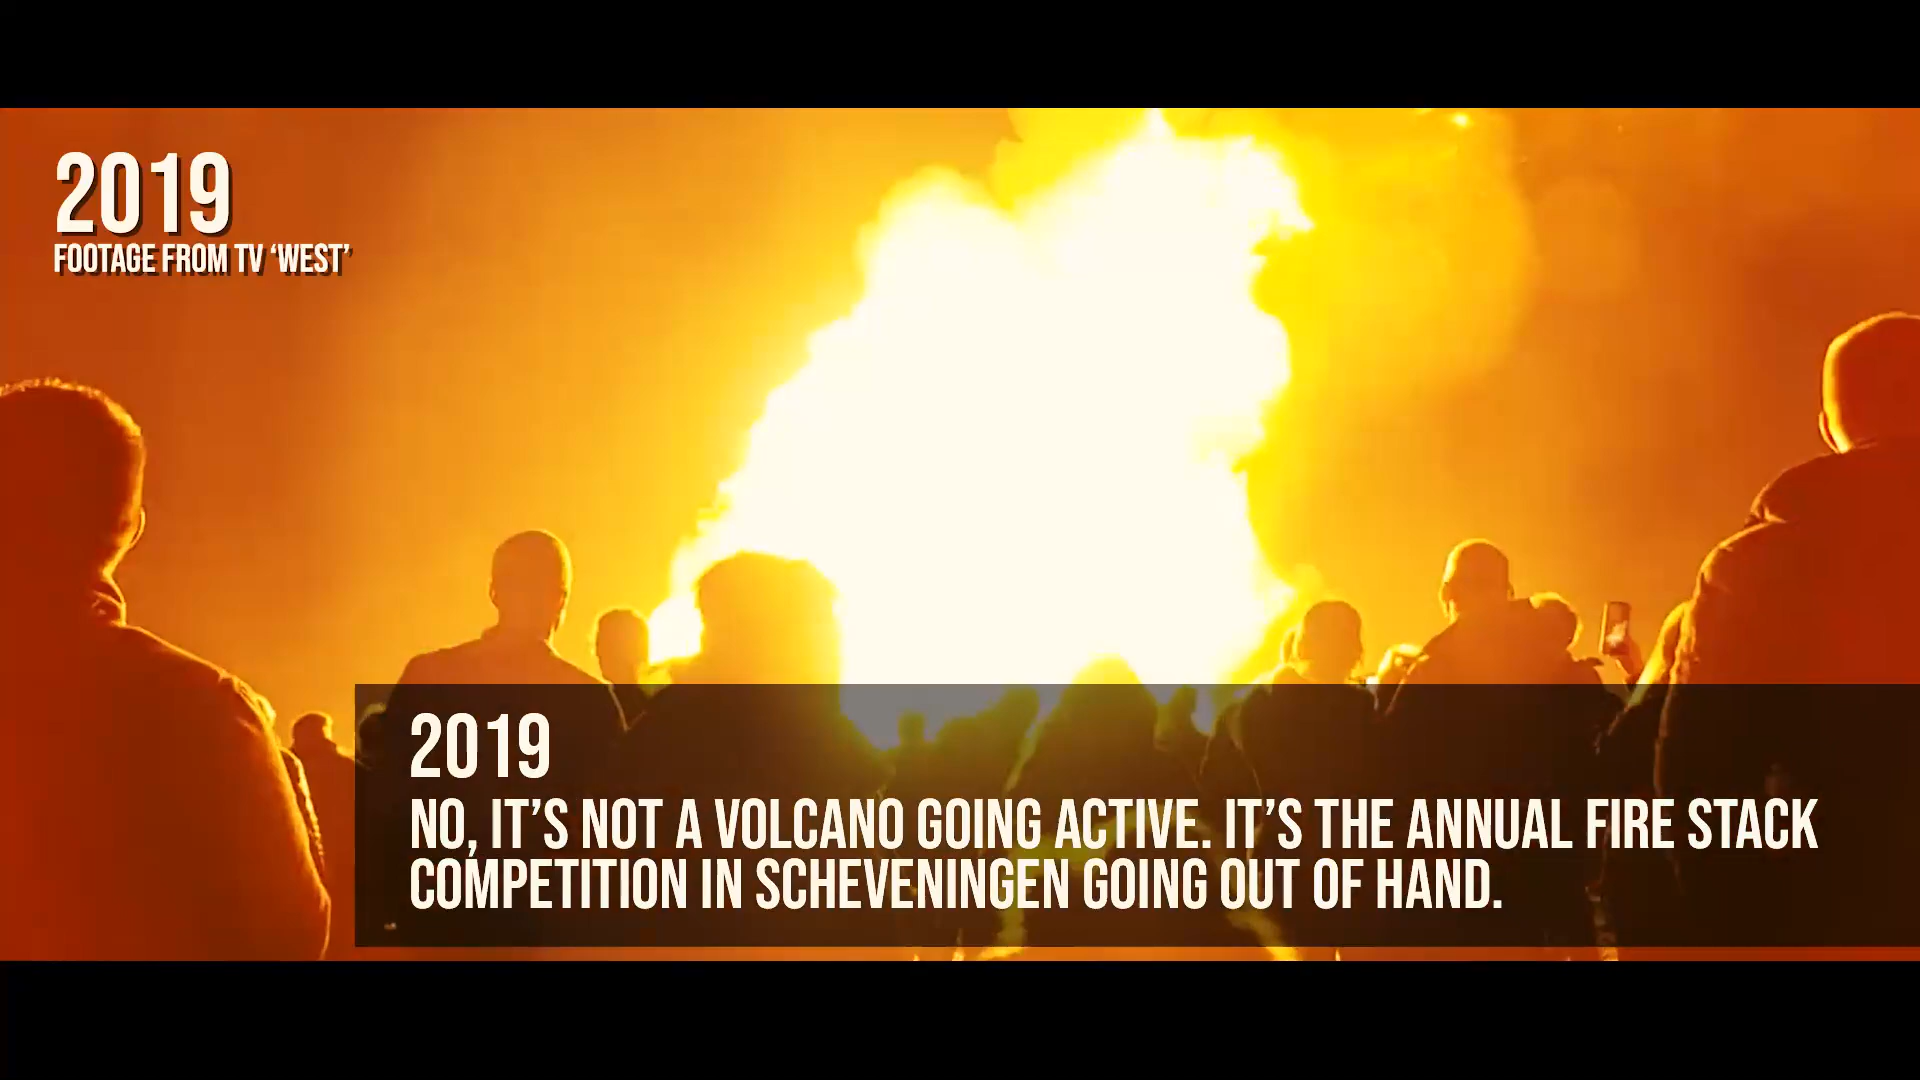 2019
FOOTAGE FROM TV ‘WEST’
2019
NO, IT’S NOT A VOLCANO GOING ACTIVE. IT’S THE ANNUAL FIRE STACK
COMPETITION IN SCHEVENINGEN GOING OUT OF HAND.